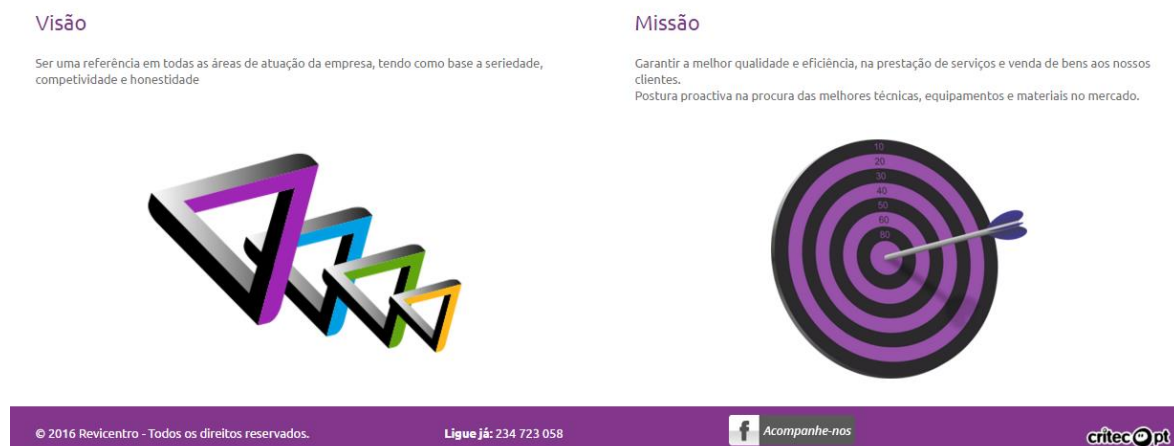 Visão
Ser uma referência em todas as áreas de atuação da empresa, tendo como base a seriedade,
competividade e honestidade
Missão
Garantir a melhor qualidade e eficiência, na prestação de serviços e venda de bens aos nossos
clientes.
Postura proactiva na procura das melhores técnicas, equipamentos e materiais no mercado.
10
20
30
40
50
60
80
© 2016 Revicentro - Todos os direitos reservados.
Ligue já: 234 723 058
f Acompanhe-nos
critec pt